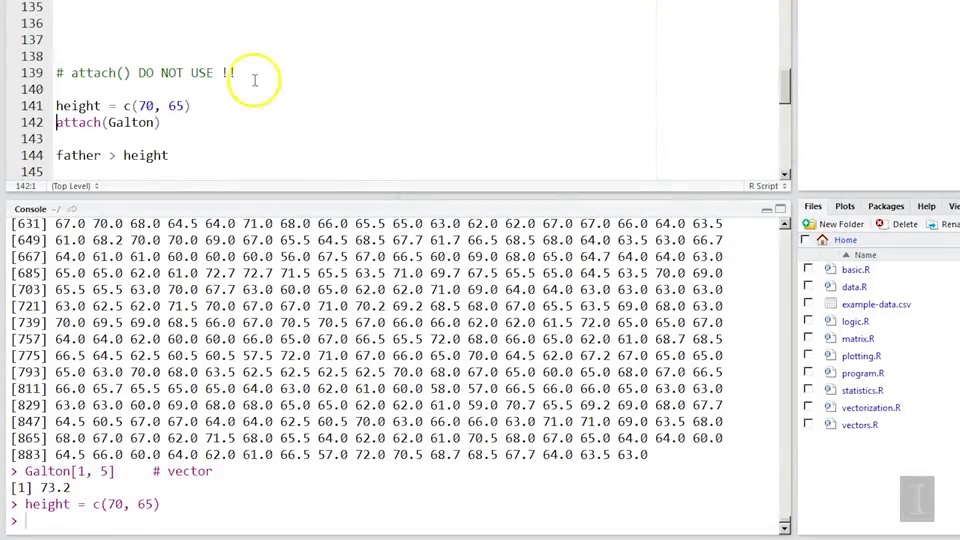 135
136
137
138
139 # attach() DO NOT USE !!
140
141 height = c(70, 65)
142 attach(Galton)
143
144 father > height
145
142:1 (Top Level) R Script
Console ~/
[631] 67.0 70.0 68.0 64.5 64.0 71.0 68.0 66.0 65.5 65.0 63.0 62.0 62.0 67.0 67.0 66.0 64.0 63.5
[649] 61.0 68.2 70.0 70.0 69.0 67.0 65.5 64.5 68.5 67.7 61.7 66.5 68.5 68.0 64.0 63.5 63.0 66.7
[667] 64.0 61.0 61.0 60.0 60.0 60.0 56.0 67.5 67.0 66.5 60.0 69.0 68.0 65.0 64.7 64.0 64.0 63.0
[685] 65.0 65.0 62.0 61.0 72.7 72.7 71.5 65.5 63.5 71.0 69.7 67.5 65.5 65.0 64.5 63.5 70.0 69.0
[703] 65.5 65.5 63.0 70.0 67.7 63.0 60.0 65.0 62.0 62.0 71.0 69.0 64.0 64.0 63.0 63.0 60.0 69.0
[721] 63.0 62.5 62.0 71.5 70.0 67.0 67.0 71.0 70.2 69.2 68.5 68.0 67.0 65.5 63.5 69.0 68.0 63.0
[739] 70.0 69.5 69.0 68.5 66.0 67.0 70.5 70.5 67.0 66.0 66.0 62.0 62.0 61.5 72.0 65.0 65.0 67.0
[757] 64.0 64.0 62.0 60.0 60.0 66.0 65.0 67.0 66.5 65.5 72.0 68.0 66.0 65.0 62.0 61.0 68.7 68.5
[775] 66.5 64.5 62.5 60.5 60.5 57.5 72.0 71.0 67.0 66.0 65.0 70.0 64.5 62.0 67.2 67.0 65.0 65.0
[793] 65.0 63.0 70.0 68.0 63.5 62.5 62.5 62.5 62.5 70.0 68.0 67.0 65.0 60.0 65.0 68.0 67.0 66.5
[811] 66.0 65.7 65.5 65.0 65.0 64.0 63.0 62.0 61.0 60.0 58.0 57.0 66.5 66.0 66.0 65.0 63.0 63.0
[829] 63.0 63.0 60.0 69.0 68.0 68.0 65.0 65.0 62.0 62.0 61.0 59.0 70.7 65.5 69.2 69.0 68.0 67.7
[847] 64.5 60.5 67.0 67.0 64.0 64.0 62.5 60.5 70.0 63.0 66.0 66.0 63.0 71.0 71.0 69.0 63.5 68.0
[865] 68.0 67.0 67.0 62.0 71.5 68.0 65.5 64.0 62.0 62.0 61.0 70.5 68.0 67.0 65.0 64.0 64.0 60.0
[883] 64.5 66.0 60.0 64.0 62.0 61.0 66.5 57.0 72.0 70.5 68.7 68.5 67.7 64.0 63.5 63.0
> Galton[1, 5] # vector
[1] 73.2
> height = c(70, 65)
>
Files Plots Packages Help
New Folder Delete
Home
Name
basic.R
data.R
example-data.csv
logic.R
matrix.R
plotting.R
program.R
statistics.R
vectorization.R
vectors.R
I